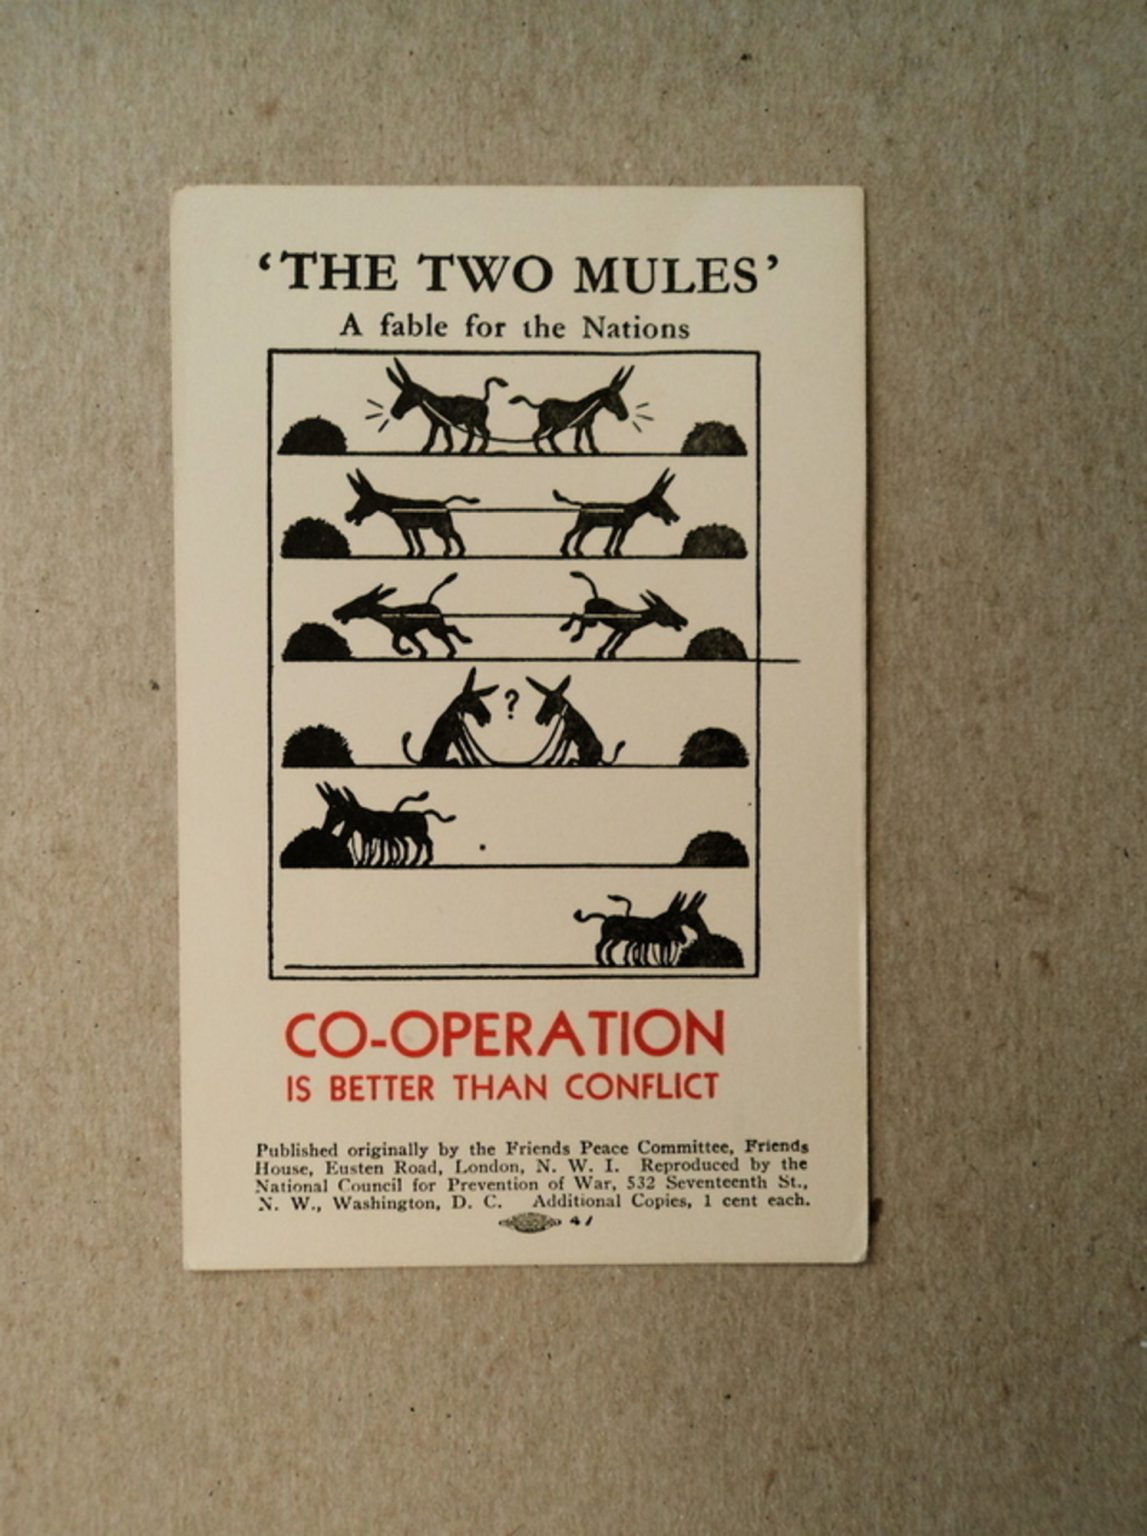 ‘THE TWO MULES’
A fable for the Nations
?
CO-OPERATION
IS BETTER THAN CONFLICT
Published originally by the Friends Peace Committee, Friends
House, Eusten Road, London, N. W. I. Reproduced by the
National Council for Prevention of War, 532 Seventeenth St.,
N. W., Washington, D. C. Additional Copies, 1 cent each.